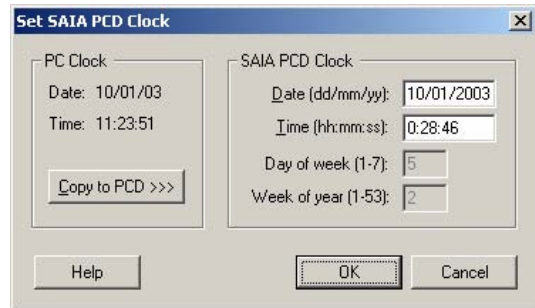 Set SAIA PCD Clock
PC Clock
Date: 10/01/03
Time: 11:23:51
Copy to PCD >>>
SAIA PCD Clock
Date (dd/mm/yy): 10/01/2003
Time (hh:mm:ss): 0:28:46
Day of week (1-7): 5
Week of year (1-53): 2
Help
OK
Cancel